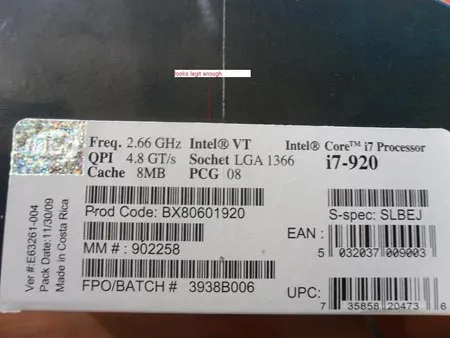 looks lagit enough
Freq. 2.66 GHz Intel® VT Intel® Core™ i7 Processor
QPI 4.8 GT/s Sochet LGA 1366 i7-920
Cache 8MB PCG 08
Prod Code: BX80601920
S-spec: SLBEJ
MM # : 902258
EAN :
5 032037 009003
FPO/BATCH # 3938B006
UPC:
7 35858 20473 6
Ver #:E63261-004
Pack Date:11/30/09
Made in Costa Rica